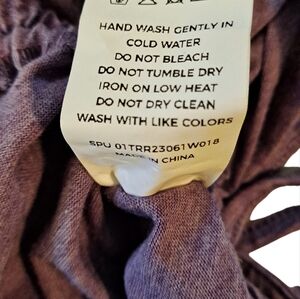 HAND WASH GENTLY IN
COLD WATER
DO NOT BLEACH
DO NOT TUMBLE DRY
IRON ON LOW HEAT
DO NOT DRY CLEAN
WASH WITH LIKE COLORS
SPU 01TRR23061W018
MADE IN CHINA